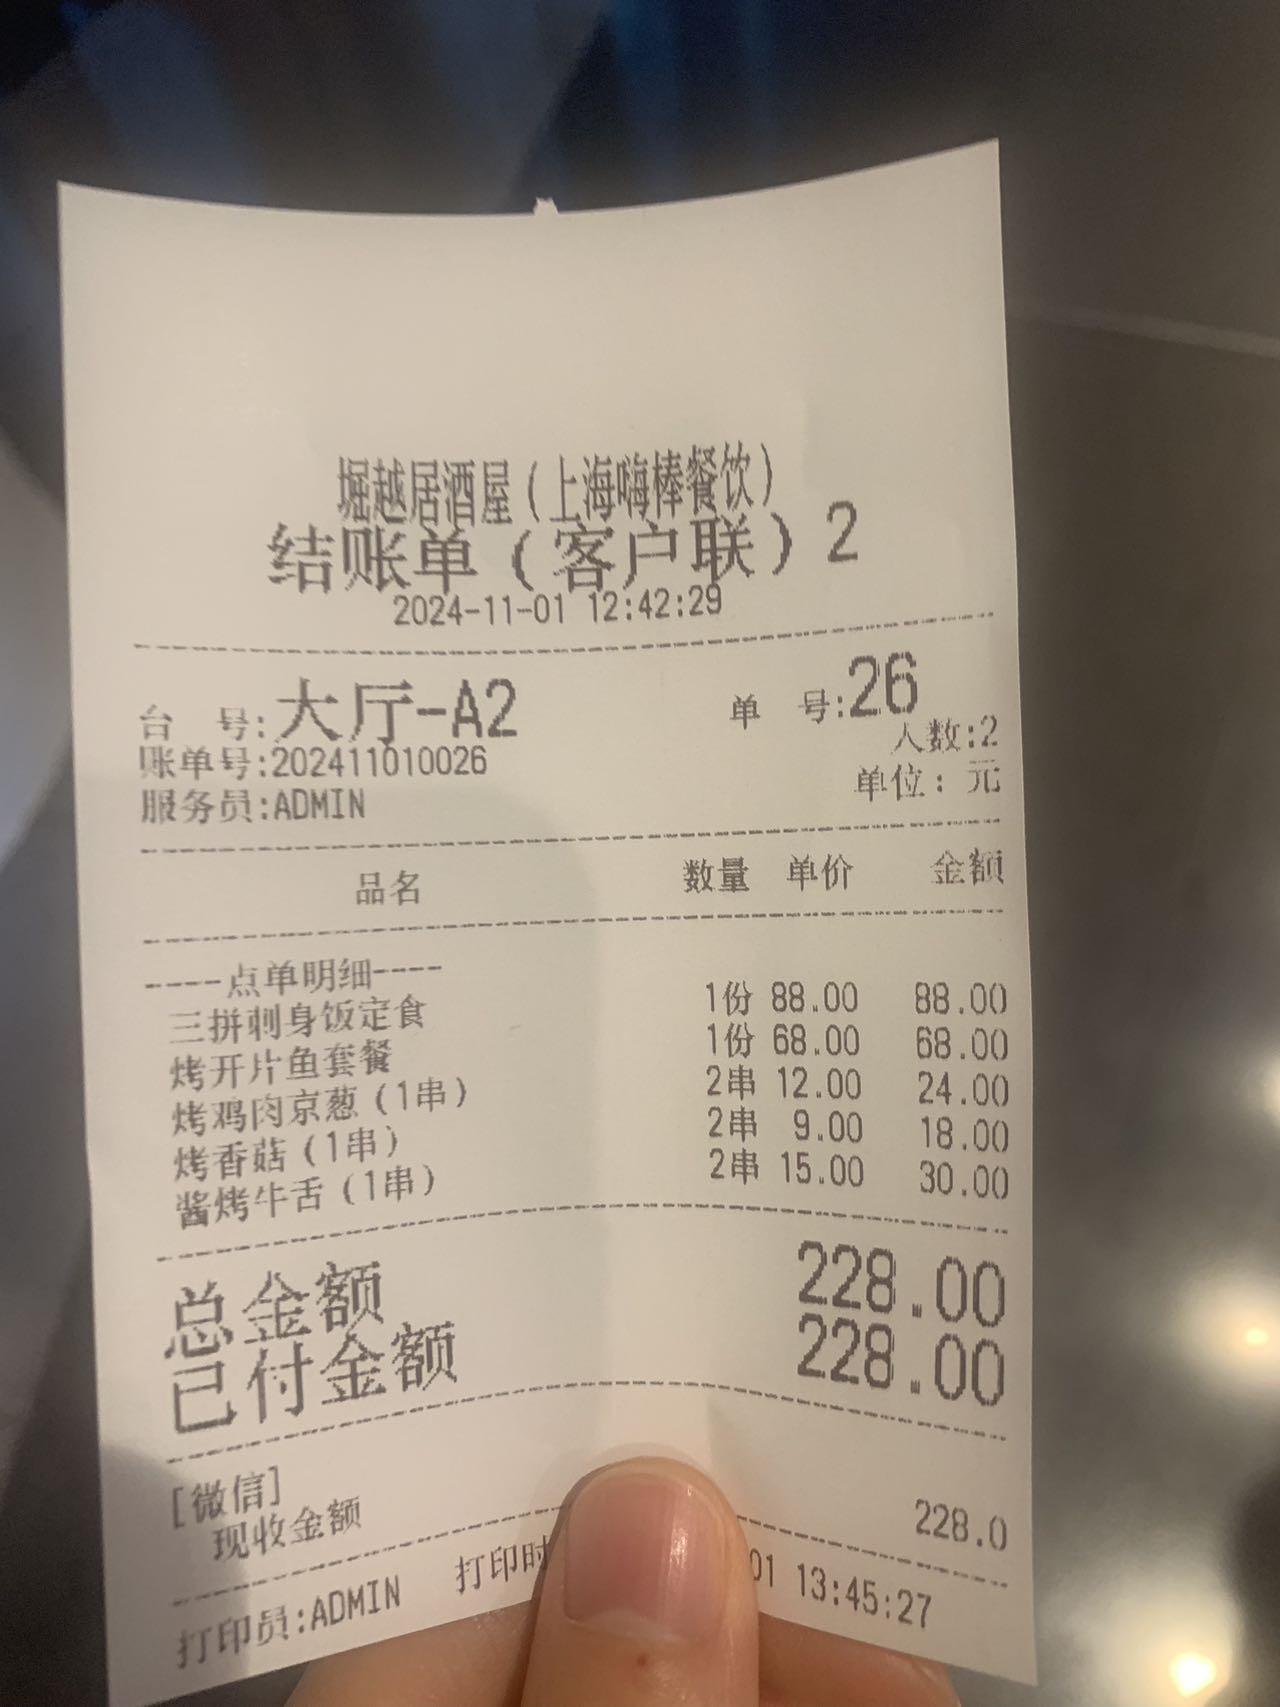 堀越居酒屋(上海嗨棒餐饮)
结账单(客户联)2
2024-11-01 12:42:29
台 号:大厅-A2 单 号:26
人数:2
账单号:202411010026
单位: 元
服务员:ADMIN
品名 数量 单价 金额
----点单明细----
三拼刺身饭定食 1份 88.00 88.00
烤开片鱼套餐 1份 68.00 68.00
烤鸡肉京葱(1串) 2串 12.00 24.00
烤香菇(1串) 2串 9.00 18.00
酱烤牛舌(1串) 2串 15.00 30.00
总金额 228.00
已付金额 228.00
[微信]
现收金额 228.0
打印员:ADMIN 打印时 01 13:45:27